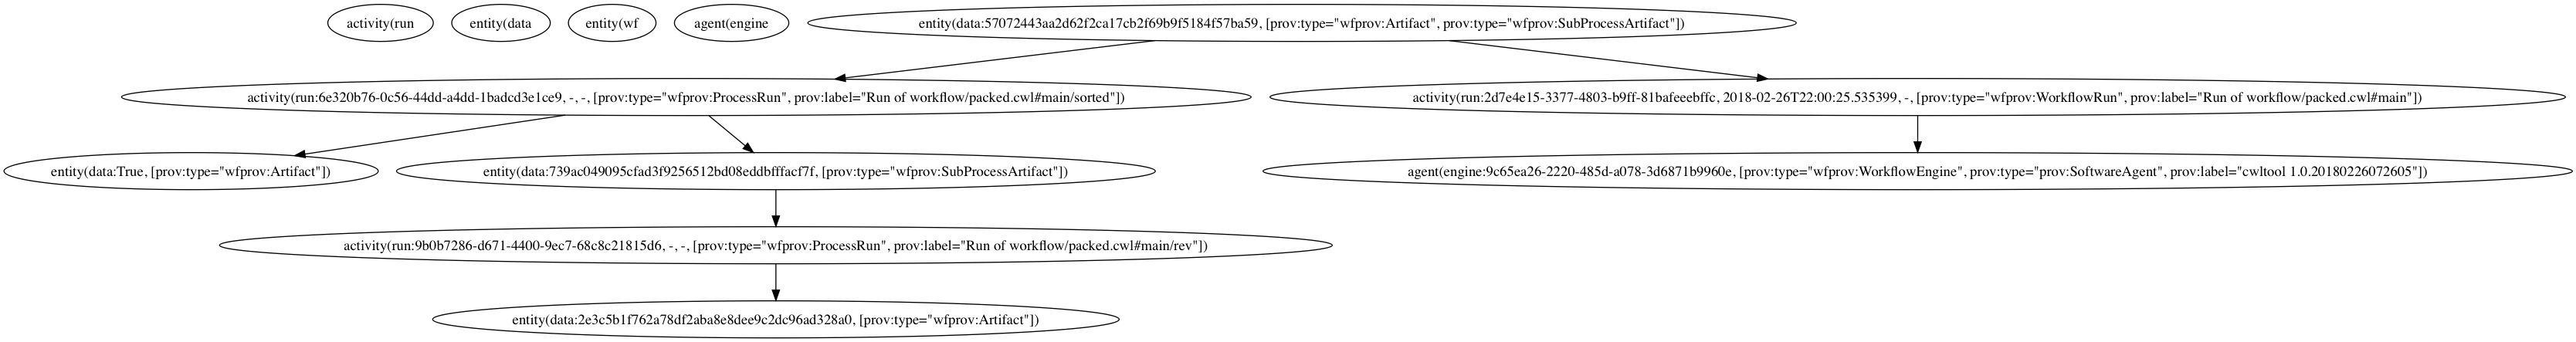 activity(run
entity(data
entity(wf
agent(engine
entity(data:57072443aa2d62f2ca17cb2f69b9f5184f57ba59, [prov:type="wfprov:Artifact", prov:type="wfprov:SubProcessArtifact"])
activity(run:6e320b76-0c56-44dd-a4dd-1badcd3e1ce9, -, -, [prov:type="wfprov:ProcessRun", prov:label="Run of workflow/packed.cwl#main/sorted"])
activity(run:2d7e4e15-3377-4803-b9ff-81bafeeebffc, 2018-02-26T22:00:25.535399, -, [prov:type="wfprov:WorkflowRun", prov:label="Run of workflow/packed.cwl#main"])
entity(data:True, [prov:type="wfprov:Artifact"])
entity(data:739ac049095cfad3f9256512bd08eddbfffacf7f, [prov:type="wfprov:SubProcessArtifact"])
agent(engine:9c65ea26-2220-485d-a078-3d6871b9960e, [prov:type="wfprov:WorkflowEngine", prov:type="prov:SoftwareAgent", prov:label="cwltool 1.0.20180226072605"])
activity(run:9b0b7286-d671-4400-9ec7-68c8c21815d6, -, -, [prov:type="wfprov:ProcessRun", prov:label="Run of workflow/packed.cwl#main/rev"])
entity(data:2e3c5b1f762a78df2aba8e8dee9c2dc96ad328a0, [prov:type="wfprov:Artifact"])